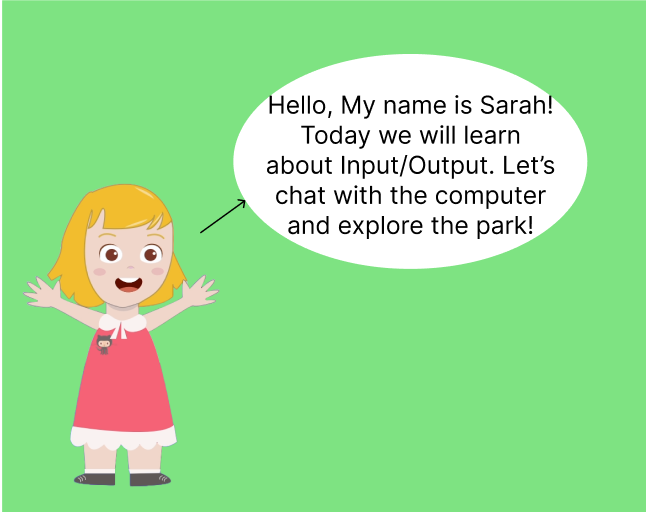 Hello, My name is Sarah!
Today we will learn
about Input/Output. Let’s
chat with the computer
and explore the park!